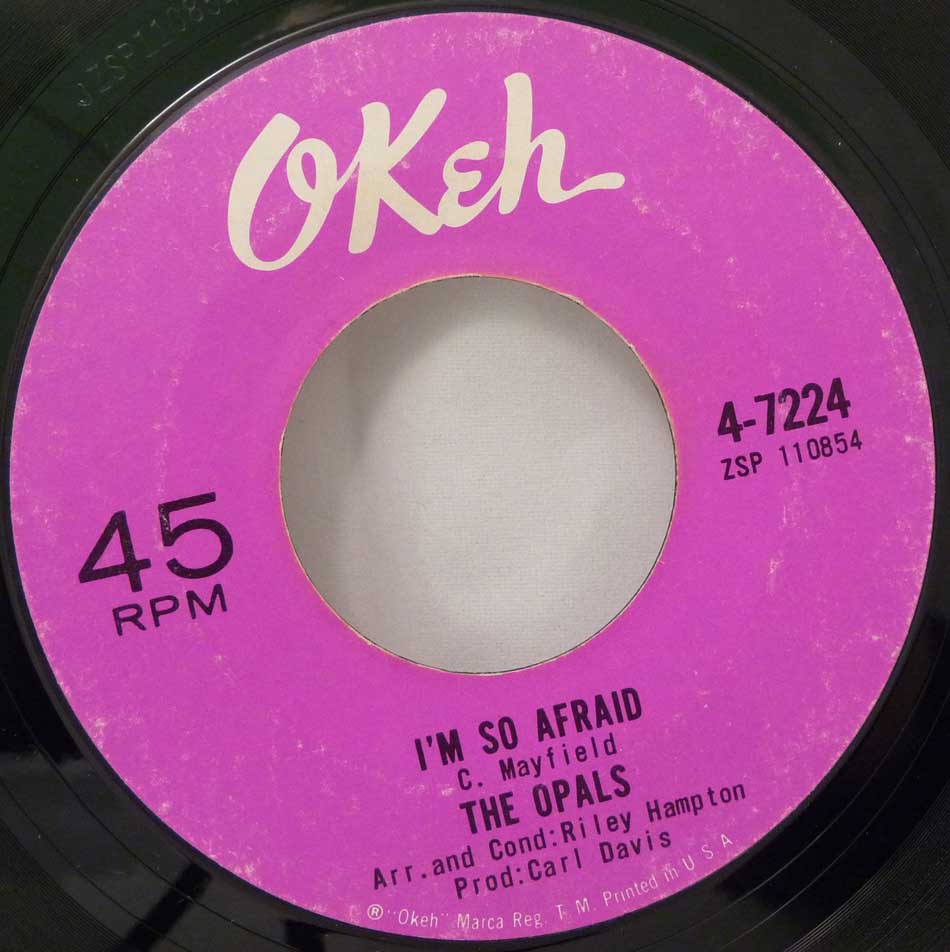 JZSP110854
OKeh
4-7224
ZSP 110854
45
RPM
I'M SO AFRAID
C. Mayfield
THE OPALS
Arr.and Cond:Riley Hampton
Prod:Carl Davis
® "Okeh" Marca Reg. T. M. Printed in U S A